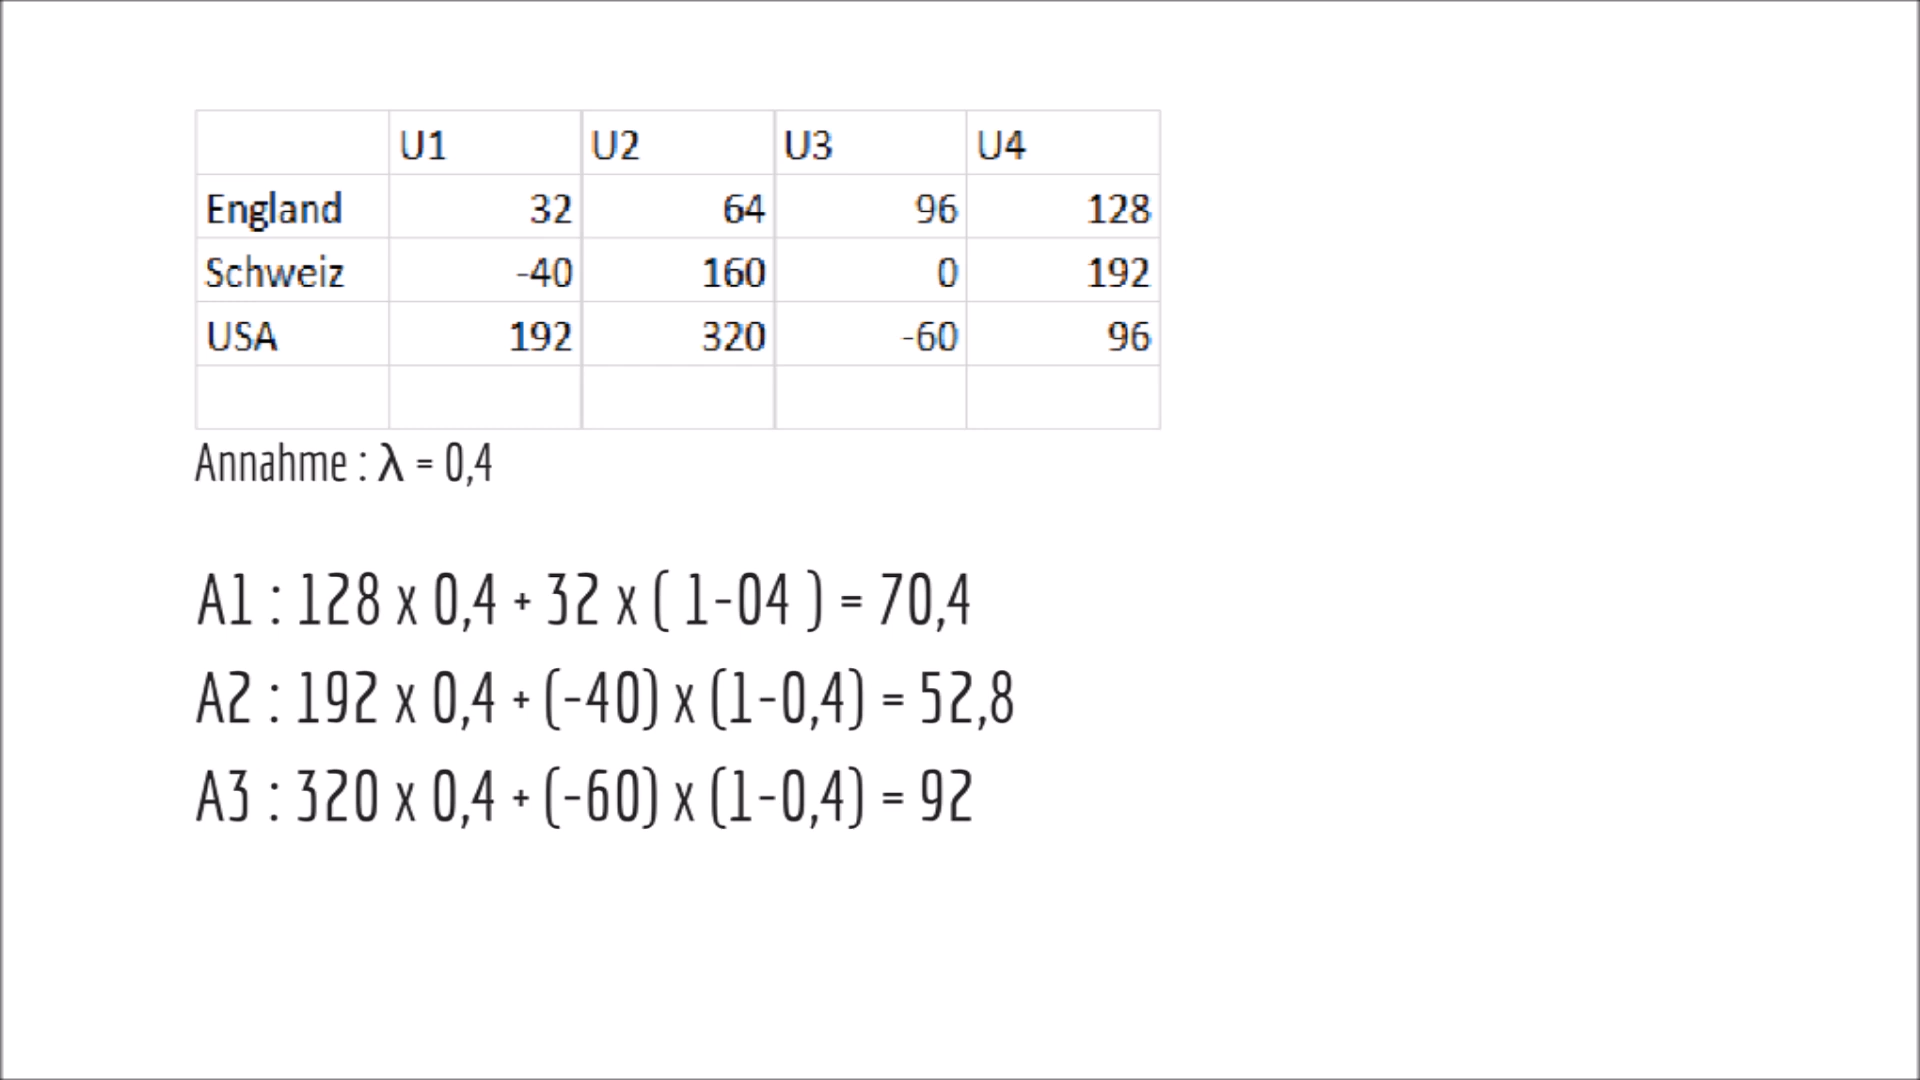 U1 U2 U3 U4
England 32 64 96 128
Schweiz -40 160 0 192
USA 192 320 -60 96
Annahme : λ = 0,4
A1 : 128 x 0,4 + 32 x ( 1-04 ) = 70,4
A2 : 192 x 0,4 + (-40) x (1-0,4) = 52,8
A3 : 320 x 0,4 + (-60) x (1-0,4) = 92